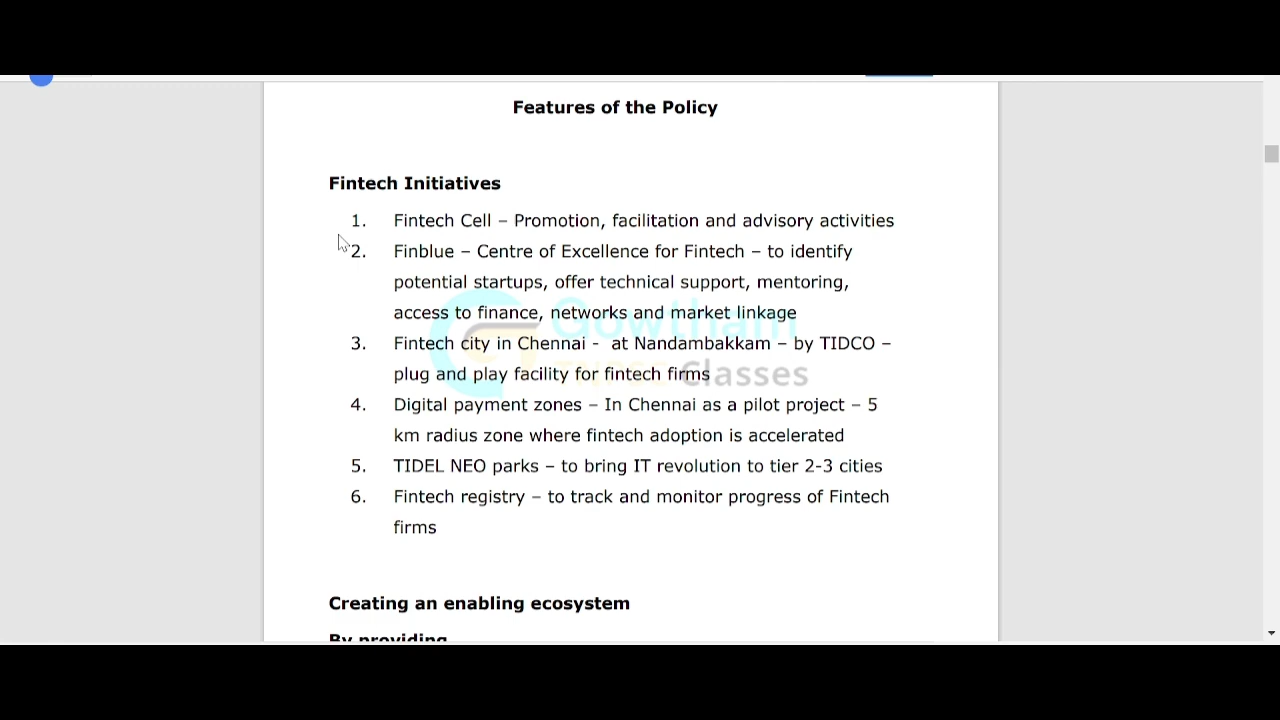 Features of the Policy
Fintech Initiatives
1. Fintech Cell – Promotion, facilitation and advisory activities
2. Finblue – Centre of Excellence for Fintech – to identify
potential startups, offer technical support, mentoring,
access to finance, networks and market linkage
3. Fintech city in Chennai - at Nandambakkam – by TIDCO –
plug and play facility for fintech firms
4. Digital payment zones – In Chennai as a pilot project – 5
km radius zone where fintech adoption is accelerated
5. TIDEL NEO parks – to bring IT revolution to tier 2-3 cities
6. Fintech registry – to track and monitor progress of Fintech
firms
Gowtham
Classes
Creating an enabling ecosystem
By providing